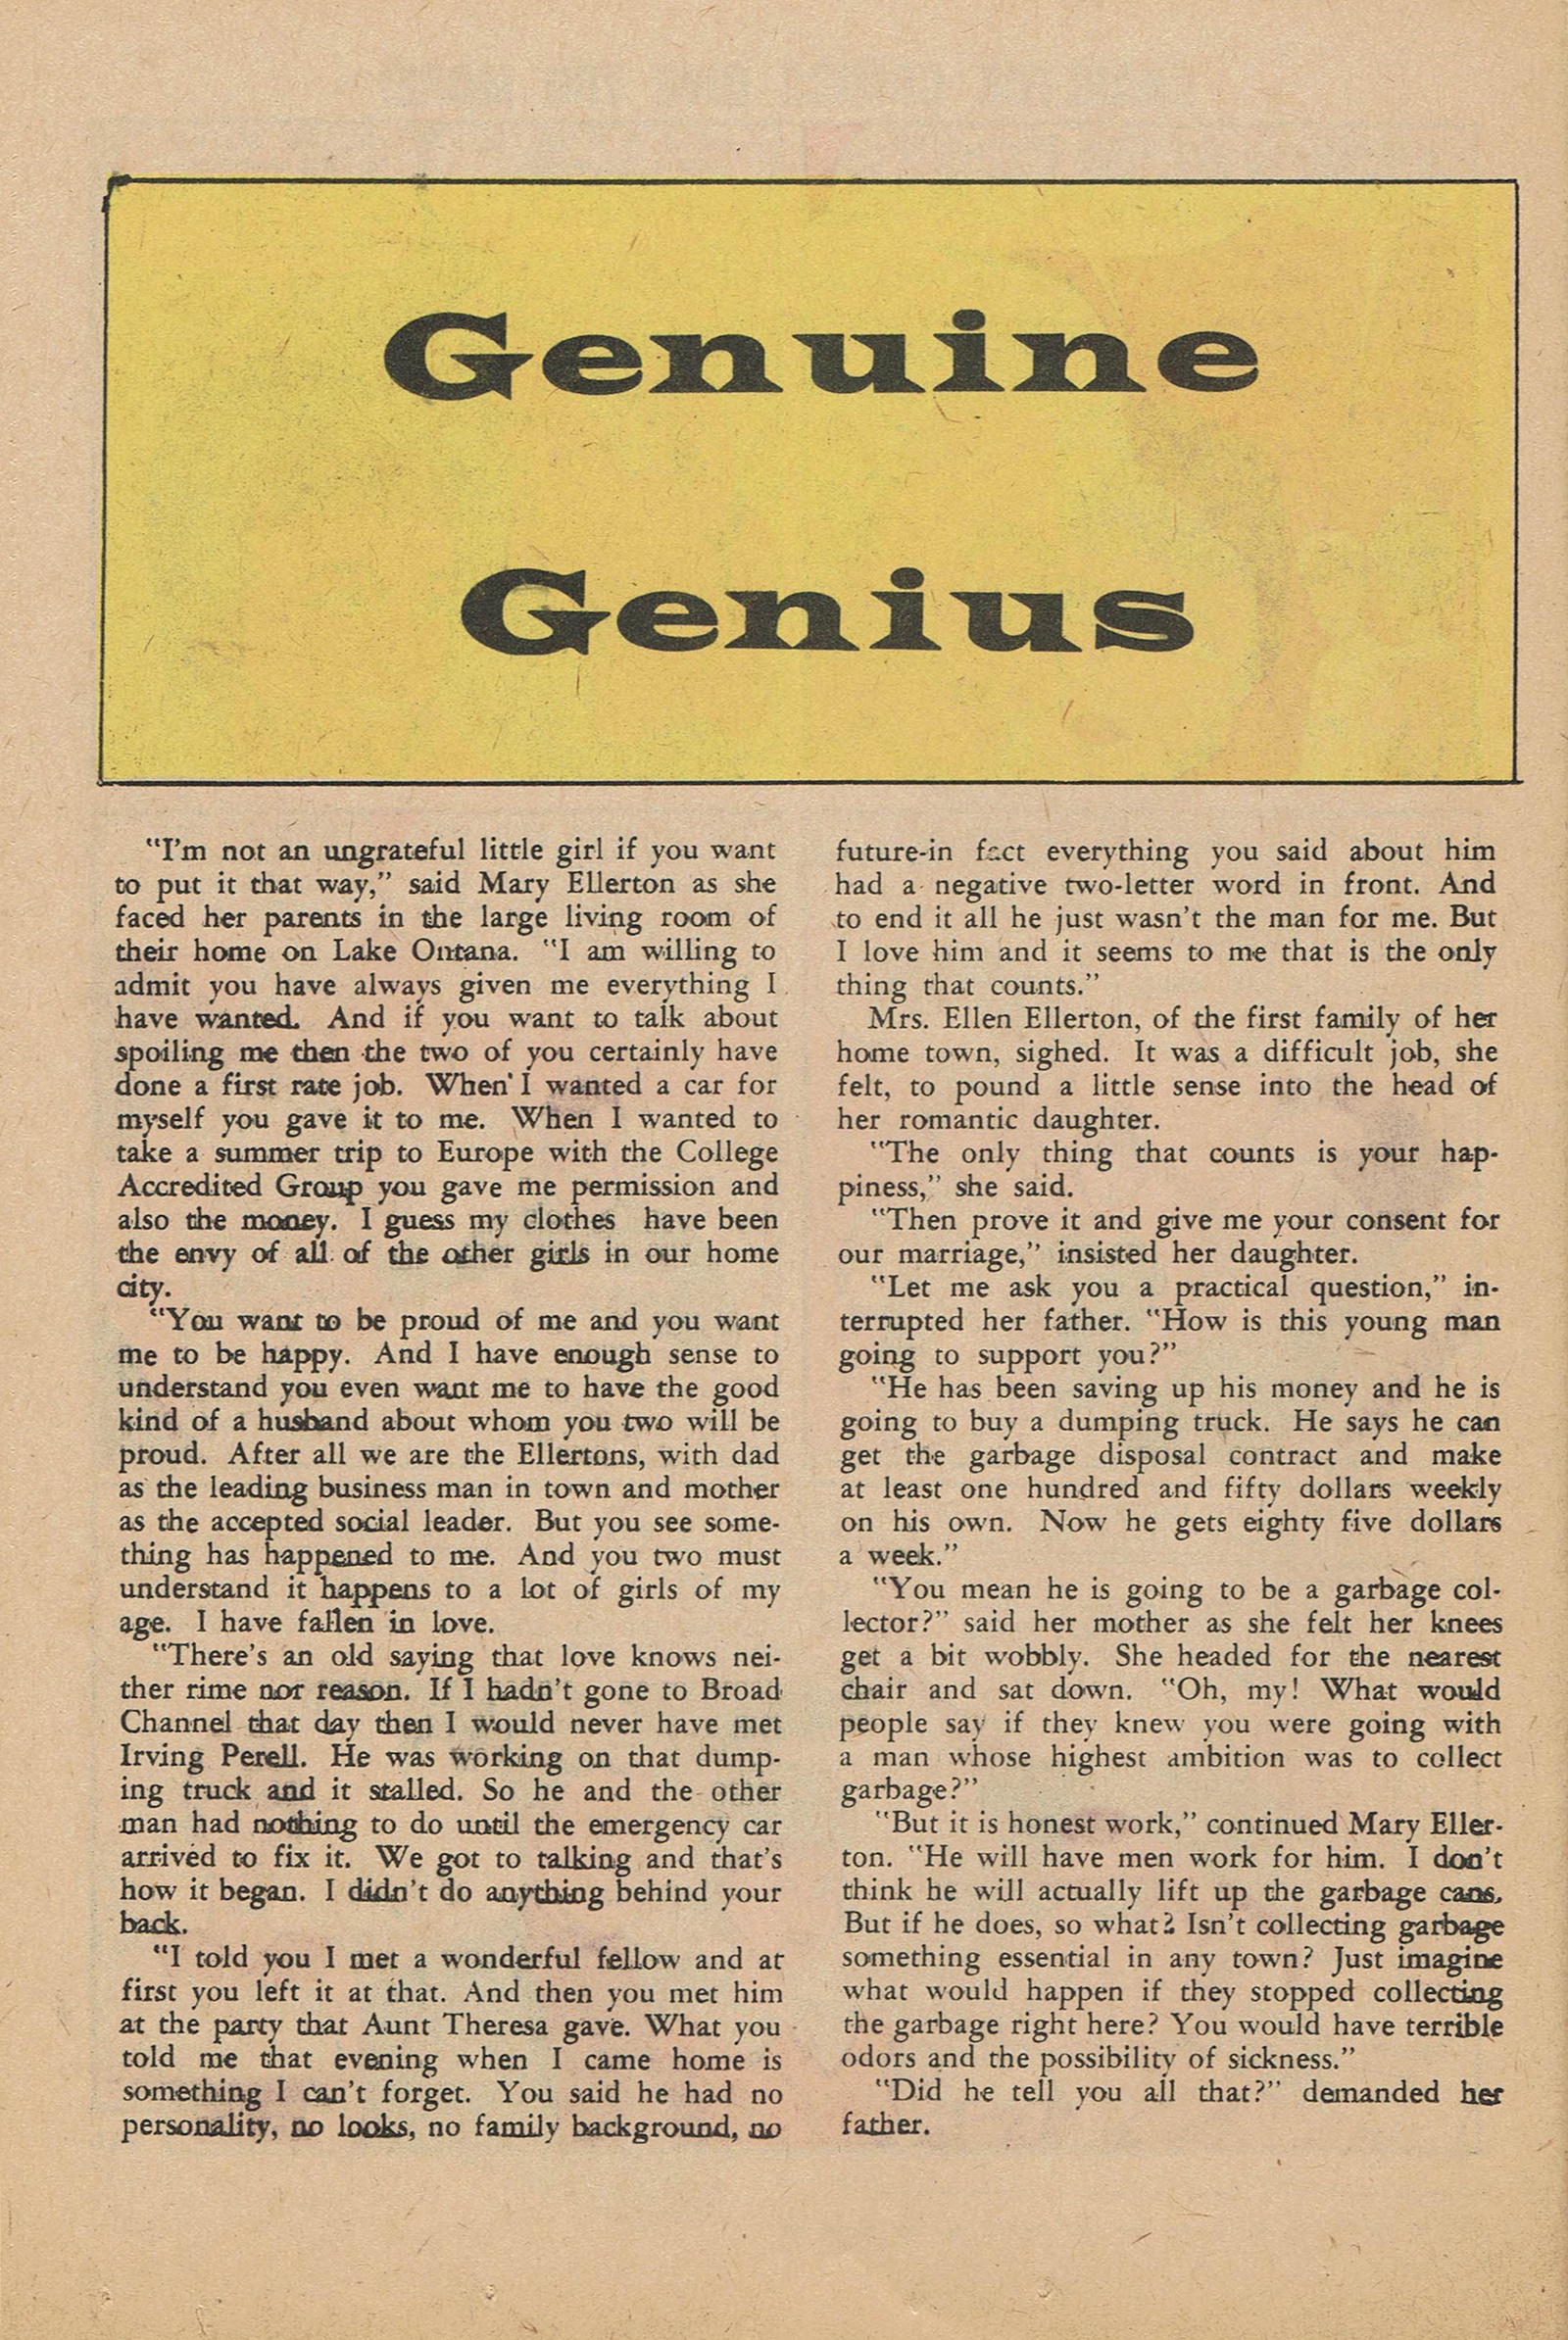 Genuine
Genius
"I'm not an ungrateful little girl if you want
to put it that way," said Mary Ellerton as she
faced her parents in the large living room of
their home on Lake Ontana. "I am willing to
admit you have always given me everything I
have wanted. And if you want to talk about
spoiling me then the two of you certainly have
done a first rate job. When I wanted a car for
myself you gave it to me. When I wanted to
take a summer trip to Europe with the College
Accredited Group you gave me permission and
also the money. I guess my clothes have been
the envy of all of the other girls in our home
city.
"You want to be proud of me and you want
me to be happy. And I have enough sense to
understand you even want me to have the good
kind of a husband about whom you two will be
proud. After all we are the Ellertons, with dad
as the leading business man in town and mother
as the accepted social leader. But you see some-
thing has happened to me. And you two must
understand it happens to a lot of girls of my
age. I have fallen in love.
"There's an old saying that love knows nei-
ther rime nor reason. If I hadn't gone to Broad
Channel that day then I would never have met
Irving Perell. He was working on that dump-
ing truck and it stalled. So he and the other
man had nothing to do until the emergency car
arrived to fix it. We got to talking and that's
how it began. I didn't do anything behind your
back.
"I told you I met a wonderful fellow and at
first you left it at that. And then you met him
at the party that Aunt Theresa gave. What you
told me that evening when I came home is
something I can't forget. You said he had no
personality, no looks, no family background, no
future-in fact everything you said about him
had a negative two-letter word in front. And
to end it all he just wasn't the man for me. But
I love him and it seems to me that is the only
thing that counts."
Mrs. Ellen Ellerton, of the first family of her
home town, sighed. It was a difficult job, she
felt, to pound a little sense into the head of
her romantic daughter.
"The only thing that counts is your hap-
piness," she said.
"Then prove it and give me your consent for
our marriage," insisted her daughter.
"Let me ask you a practical question," in-
terrupted her father. "How is this young man
going to support you?"
"He has been saving up his money and he is
going to buy a dumping truck. He says he can
get the garbage disposal contract and make
at least one hundred and fifty dollars weekly
on his own. Now he gets eighty five dollars
a week."
"You mean he is going to be a garbage col-
lector?" said her mother as she felt her knees
get a bit wobbly. She headed for the nearest
chair and sat down. "Oh, my! What would
people say if they knew you were going with
a man whose highest ambition was to collect
garbage?"
"But it is honest work," continued Mary Eller-
ton. "He will have men work for him. I don't
think he will actually lift up the garbage cans.
But if he does, so what? Isn't collecting garbage
something essential in any town? Just imagine
what would happen if they stopped collecting
the garbage right here? You would have terrible
odors and the possibility of sickness."
"Did he tell you all that?" demanded her
father.